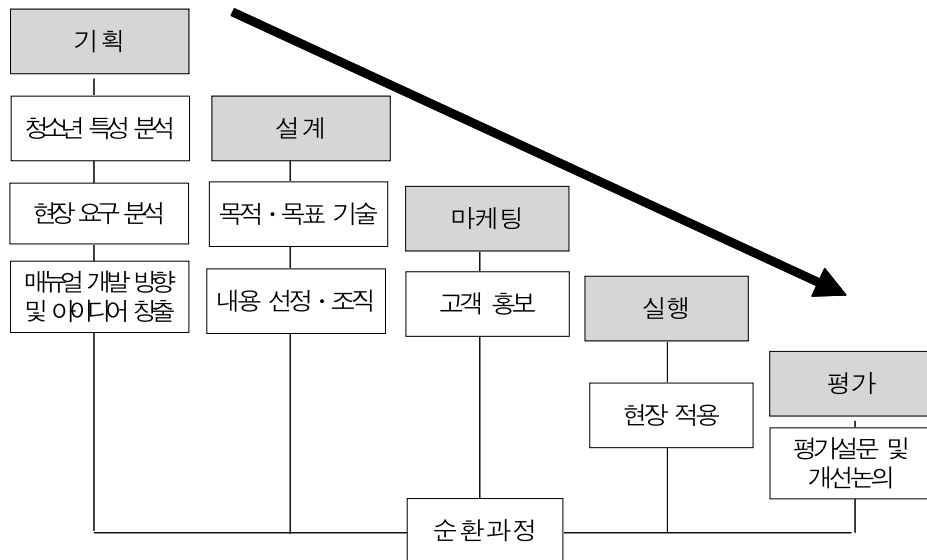 기획
청소년 특성 분석
현장 요구 분석
매뉴얼 개발 방향
및 아이디어 창출
설계
목적·목표 기술
내용 선정·조직
마케팅
고객 홍보
실행
현장 적용
평가
평가설문 및
개선논의
순환과정